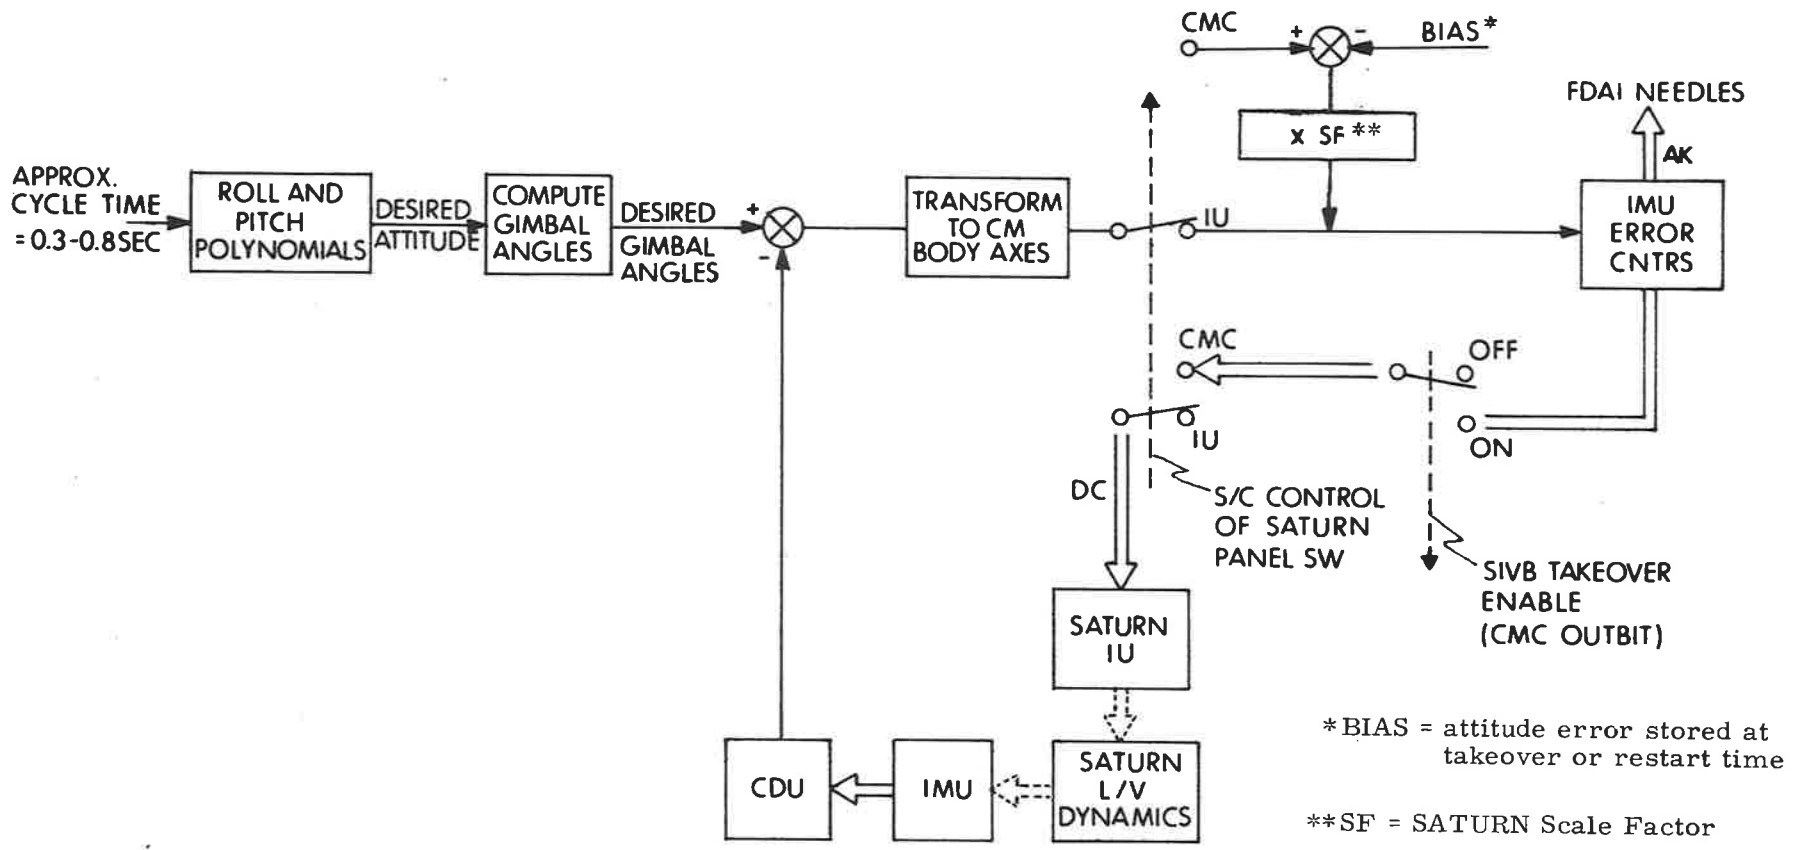 CMC
+
-
BIAS*
FDAI NEEDLES
X SF**
AK
APPROX.
CYCLE TIME
= 0.3-0.8SEC
ROLL AND
PITCH
POLYNOMIALS
DESIRED
ATTITUDE
COMPUTE
GIMBAL
ANGLES
DESIRED
GIMBAL
ANGLES
+
-
TRANSFORM
TO CM
BODY AXES
IU
IMU
ERROR
CNTRS
CMC
OFF
ON
IU
DC
S/C CONTROL
OF SATURN
PANEL SW
SIVB TAKEOVER
ENABLE
(CMC OUTBIT)
SATURN
IU
SATURN
L/V
DYNAMICS
IMU
CDU
*BIAS = attitude error stored at
takeover or restart time
**SF = SATURN Scale Factor